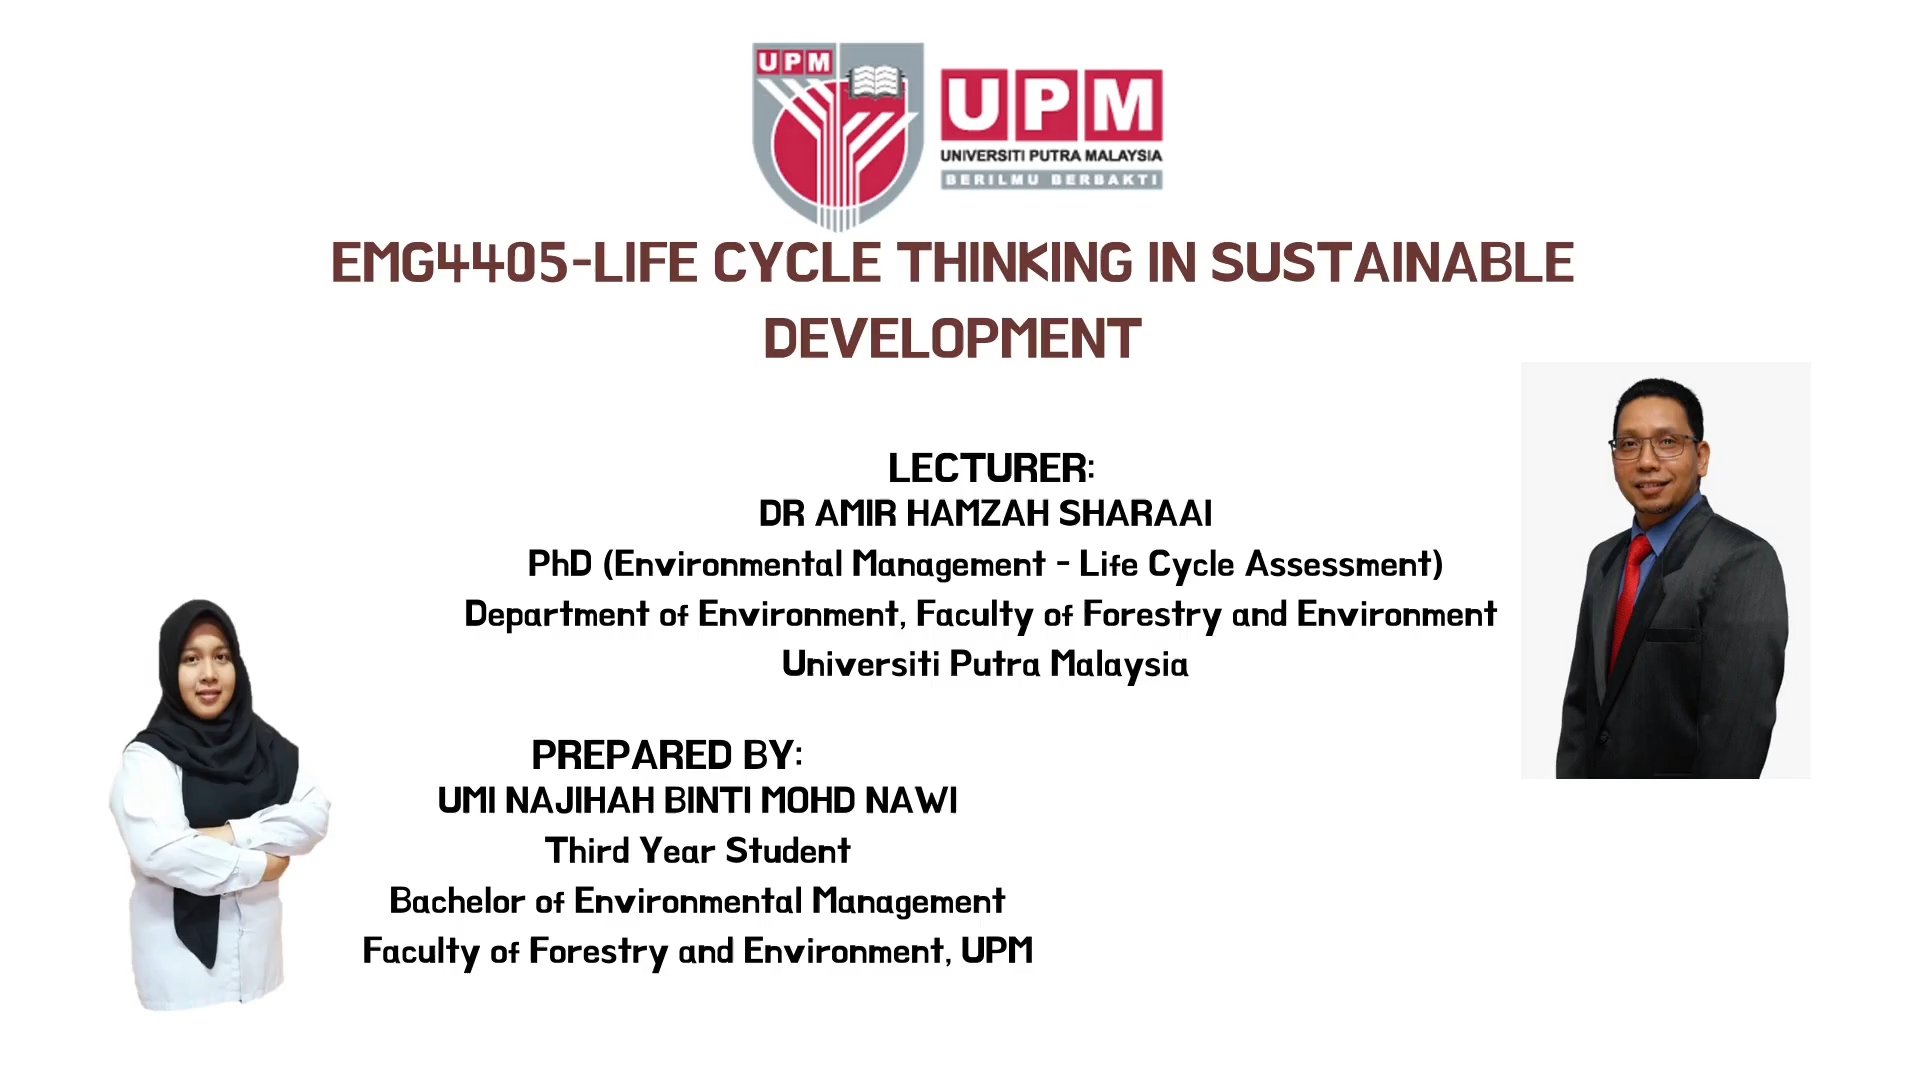 UPM
UPM
UNIVERSITI PUTRA MALAYSIA
BERILMU BERBAKTI
EMG4405-LIFE CYCLE THINKING IN SUSTAINABLE
DEVELOPMENT
LECTURER:
DR AMIR HAMZAH SHARAAI
PhD (Environmental Management - Life Cycle Assessment)
Department of Environment, Faculty of Forestry and Environment
Universiti Putra Malaysia
PREPARED BY:
UMI NAJIHAH BINTI MOHD NAWI
Third Year Student
Bachelor of Environmental Management
Faculty of Forestry and Environment, UPM